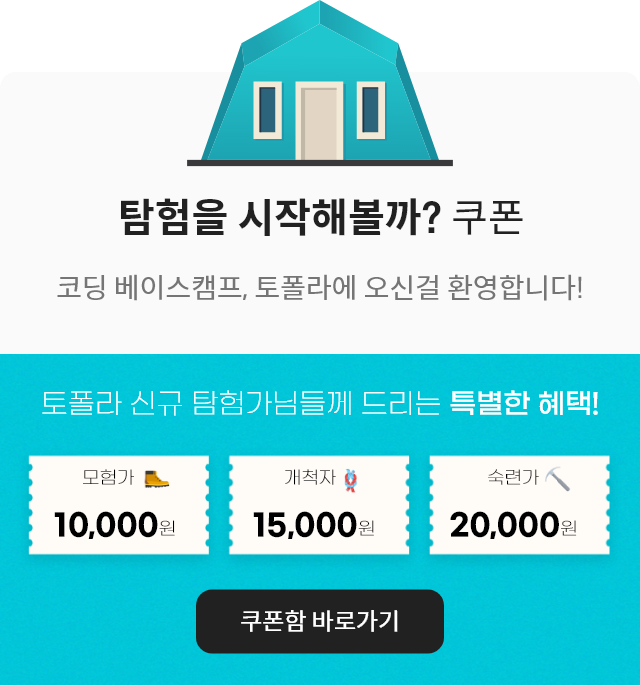 탐험을 시작해볼까? 쿠폰
코딩 베이스캠프, 토폴라에 오신걸 환영합니다!
토폴라 신규 탐험가님들께 드리는 특별한 혜택!
모험가
10,000원
개척자
15,000원
숙련가
20,000원
쿠폰함 바로가기